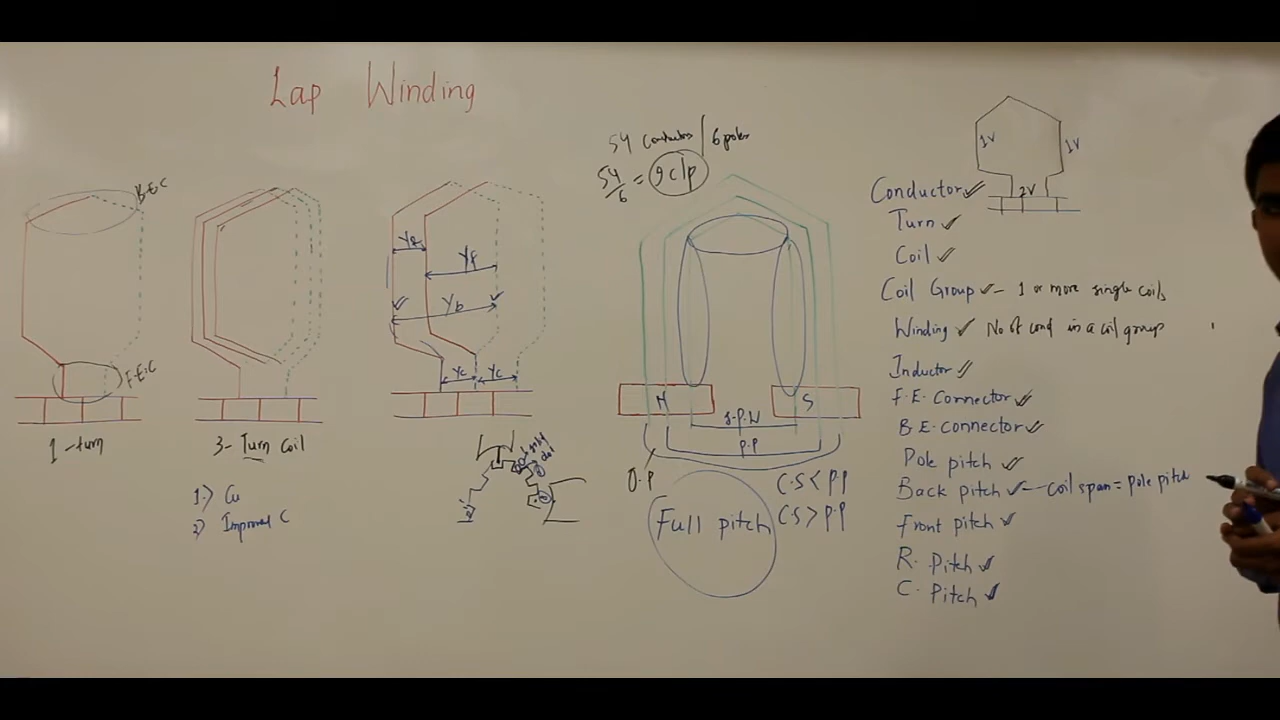 Lap Winding
54 Conductors / 6 poles
54/6 = 9 c/p
B.E.C
F.E.C
1-turn
3- Turn Coil
1.) Cu
2.) Improved C
YR
Yf
Yb
Yc Yc
N S
S.P.W
P.P
O.P
C.S < P.P
C.S > P.P
Full pitch
1V 1V
2V
Conductor
Turn
Coil
Coil Group - 1 or more single coils
Winding No of cond in a coil group
Inductor
F.E. Connector
B.E. Connector
Pole pitch
Back pitch - coil span = pole pitch
Front pitch
R. Pitch
C. Pitch